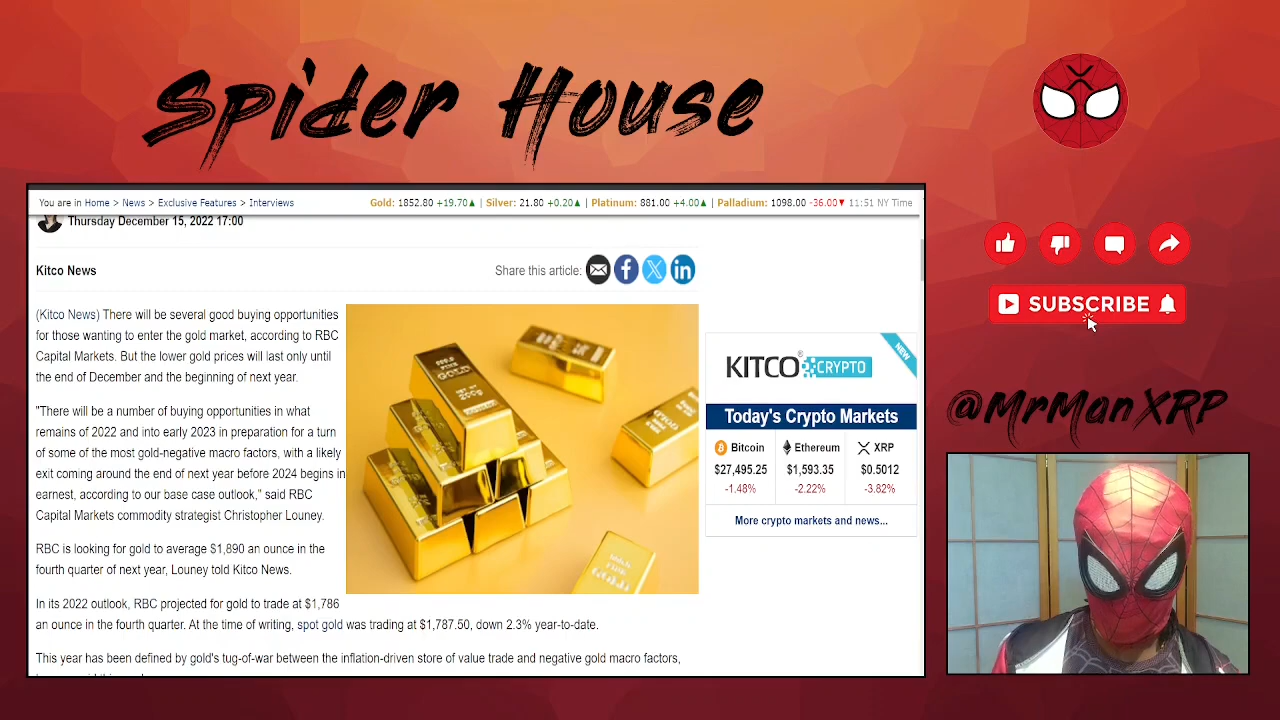 Spider House
You are in Home > News > Exclusive Features > Interviews
Gold: 1852.80 +19.70▲ | Silver: 21.80 +0.20▲ | Platinum: 881.00 +4.00▲ | Palladium: 1098.00 -36.00▼ 11:51 NY Time
Thursday December 15, 2022 17:00
Kitco News
Share this article:
(Kitco News) There will be several good buying opportunities
for those wanting to enter the gold market, according to RBC
Capital Markets. But the lower gold prices will last only until
the end of December and the beginning of next year.
"There will be a number of buying opportunities in what
remains of 2022 and into early 2023 in preparation for a turn
of some of the most gold-negative macro factors, with a likely
exit coming around the end of next year before 2024 begins in
earnest, according to our base case outlook," said RBC
Capital Markets commodity strategist Christopher Louney.
RBC is looking for gold to average $1,890 an ounce in the
fourth quarter of next year, Louney told Kitco News.
In its 2022 outlook, RBC projected for gold to trade at $1,786
an ounce in the fourth quarter. At the time of writing, spot gold was trading at $1,787.50, down 2.3% year-to-date.
This year has been defined by gold's tug-of-war between the inflation-driven store of value trade and negative gold macro factors,
GOLD
NEW
KITCO® CRYPTO
Today's Crypto Markets
Bitcoin Ethereum XRP
$27,495.25 $1,593.35 $0.5012
-1.48% -2.22% -3.82%
More crypto markets and news...
SUBSCRIBE
@MrManXRP